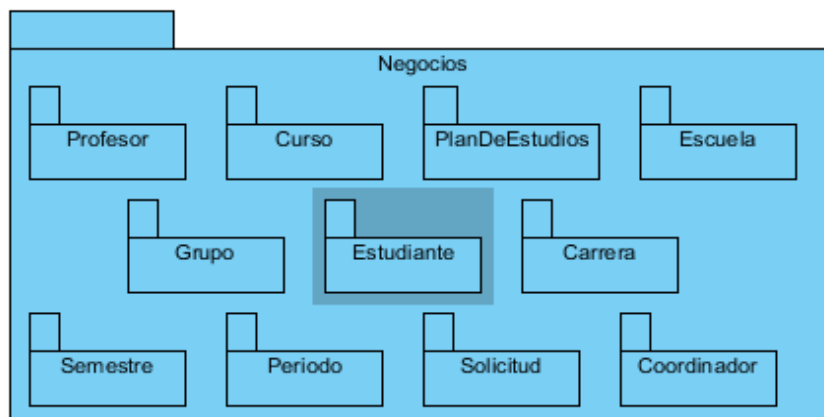 Negocios
Profesor
Curso
PlanDeEstudios
Escuela
Grupo
Estudiante
Carrera
Semestre
Periodo
Solicitud
Coordinador